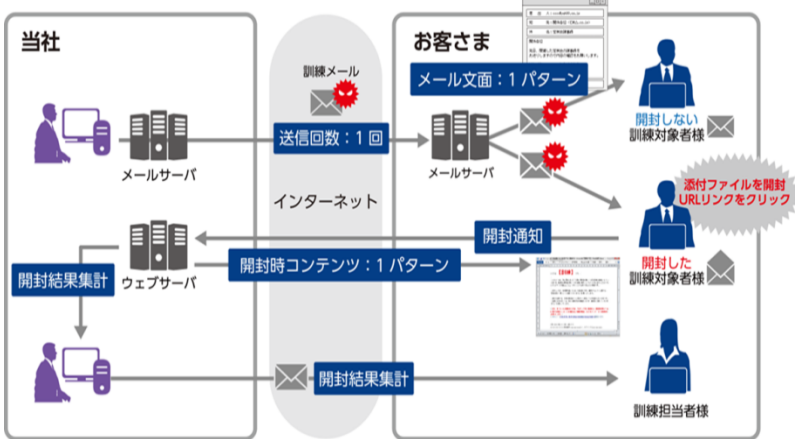 当社
お客さま
訓練メール
メール文面：1パターン
送信回数：1回
メールサーバ
メールサーバ
開封しない
訓練対象者様
添付ファイルを開封
URLリンクをクリック
インターネット
開封通知
開封時コンテンツ：1パターン
開封した
訓練対象者様
ウェブサーバ
開封結果集計
【訓練】
開封結果集計
訓練担当者様